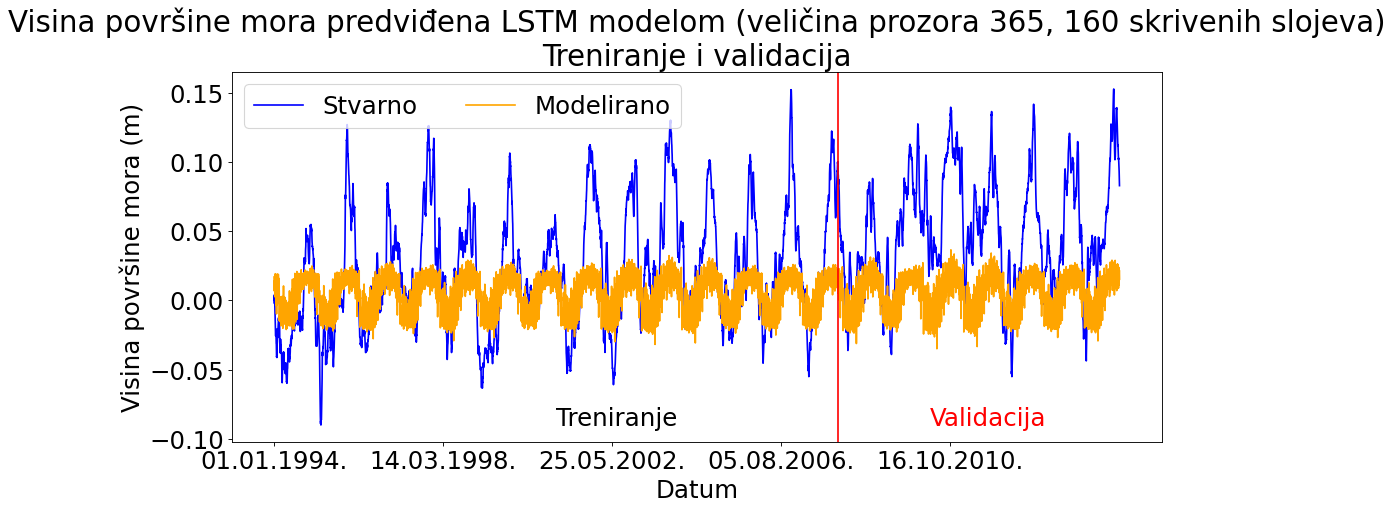 Visina površine mora predviđena LSTM modelom (veličina prozora 365, 160 skrivenih slojeva)
Treniranje i validacija
Stvarno Modelirano
Visina površine mora (m)
0.15
0.10
0.05
0.00
−0.05
−0.10
Treniranje Validacija
01.01.1994. 14.03.1998. 25.05.2002. 05.08.2006. 16.10.2010.
Datum